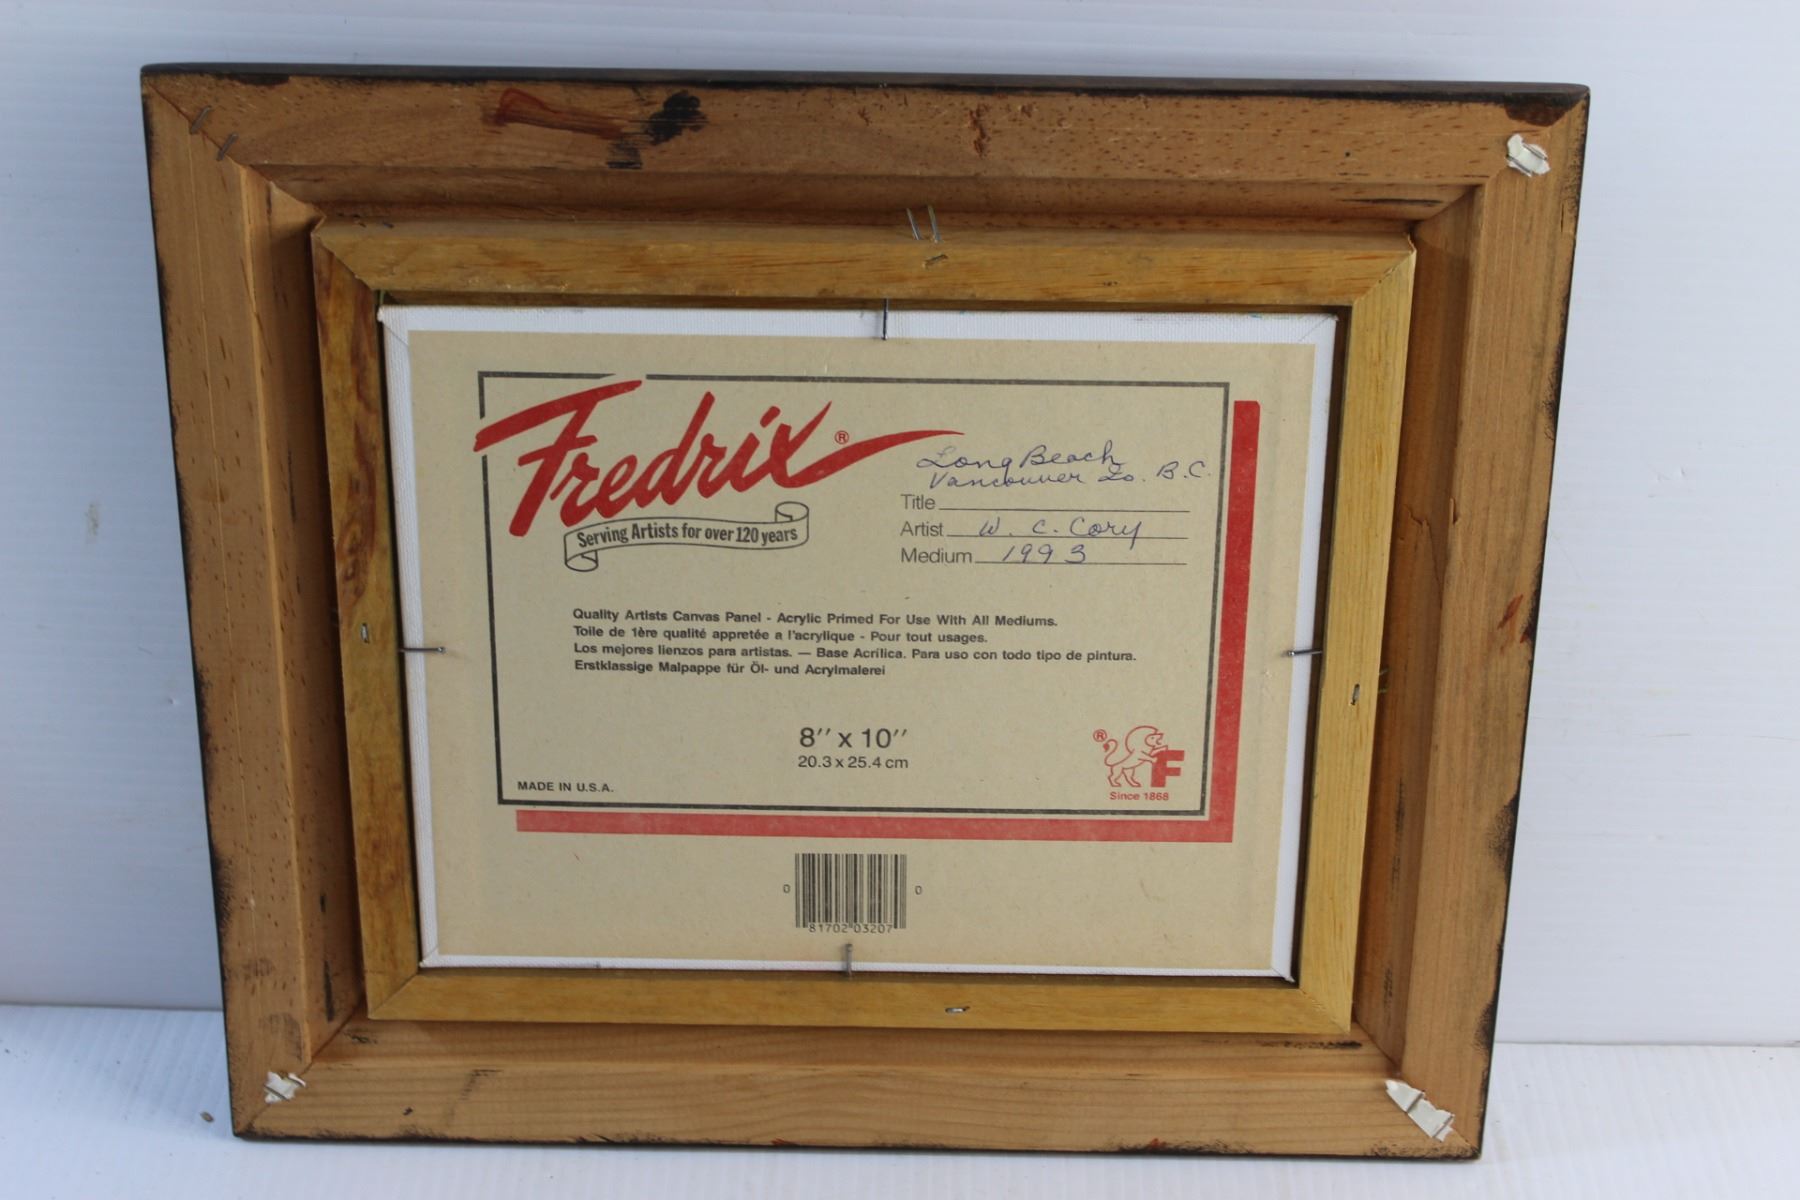 Fredrix®
Serving Artists for over 120 years
Long Beach
Vancouver Is. B.C.
Title
Artist W. C. Cory
Medium 1993
Quality Artists Canvas Panel - Acrylic Primed For Use With All Mediums.
Toile de 1ère qualité appretée a l'acrylique - Pour tout usages.
Los mejores lienzos para artistas. — Base Acrílica. Para uso con todo tipo de pintura.
Erstklassige Malpappe für Öl- und Acrylmalerei
8" x 10"
20.3 x 25.4 cm
MADE IN U.S.A.
® F
Since 1868
0 81702 03207 0